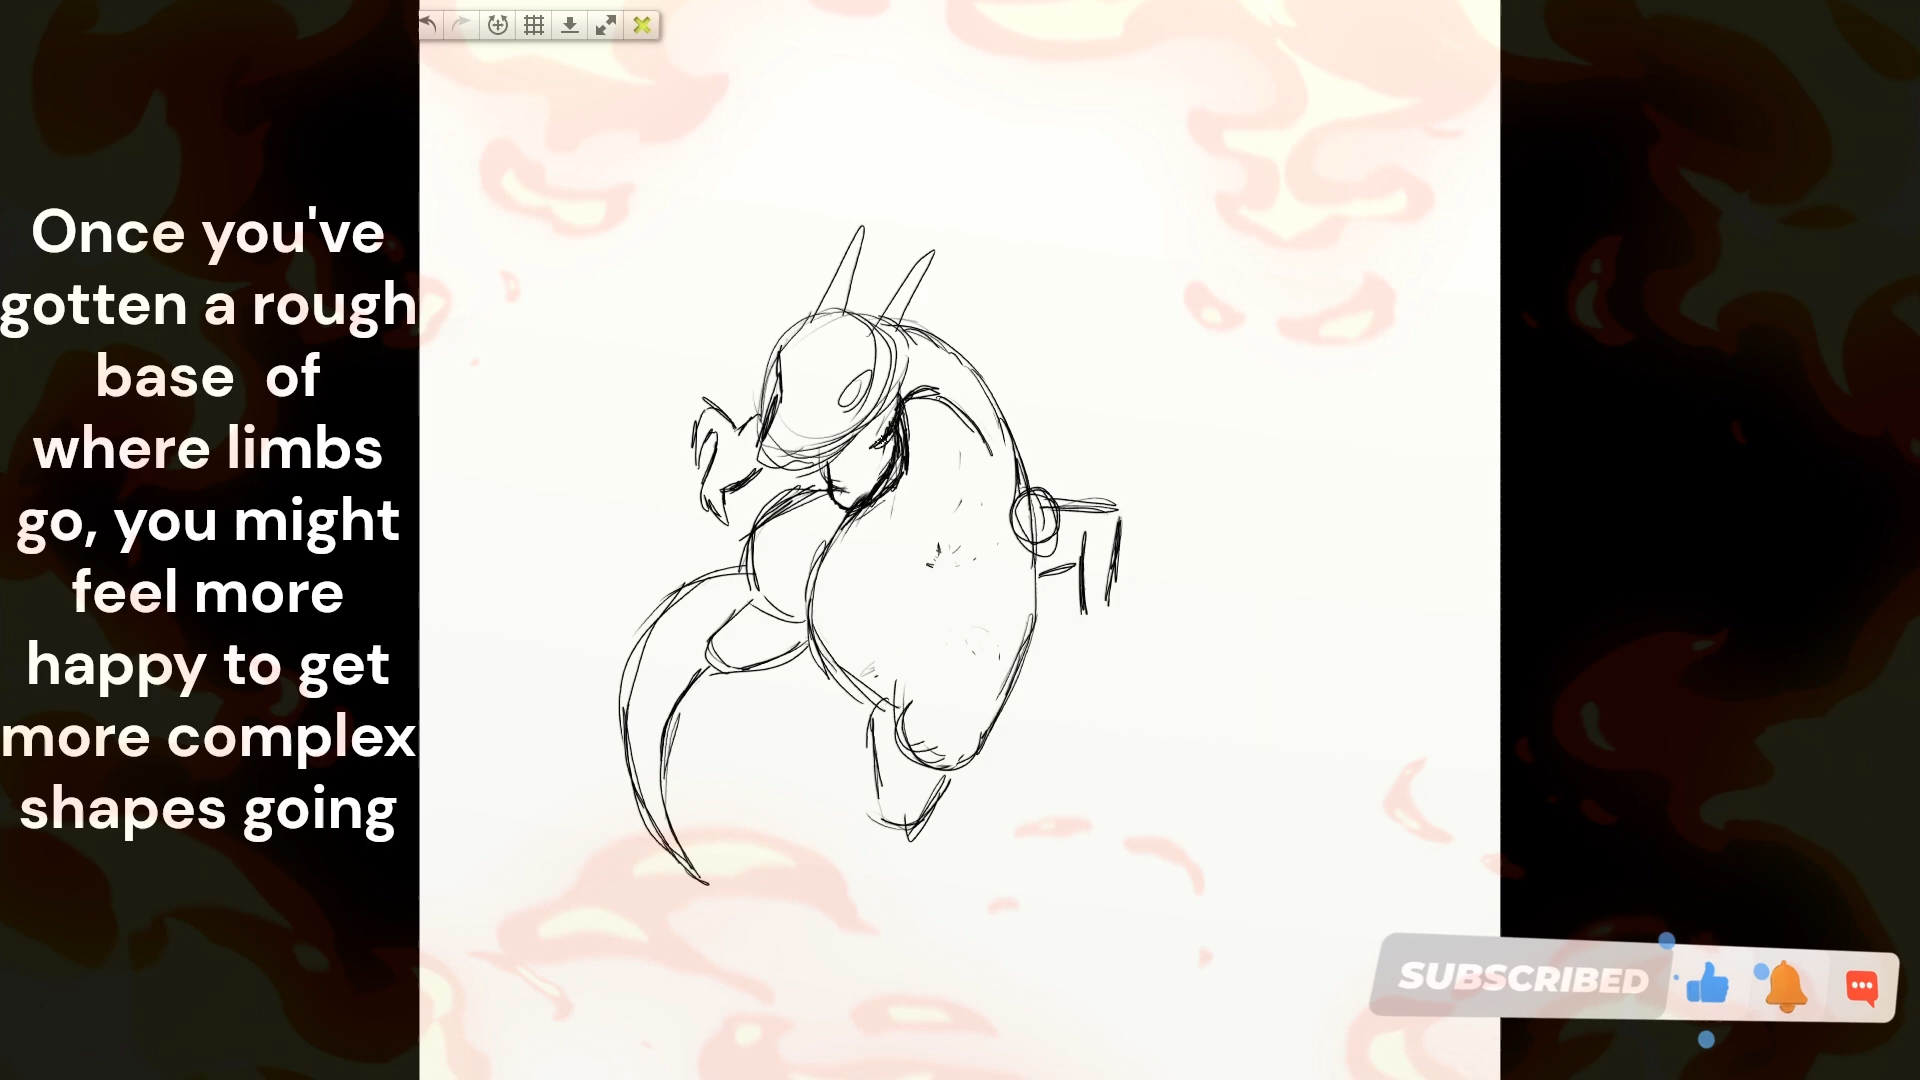 Once you've
gotten a rough
base  of
where limbs
go, you might
feel more
happy to get
more complex
shapes going
SUBSCRIBED